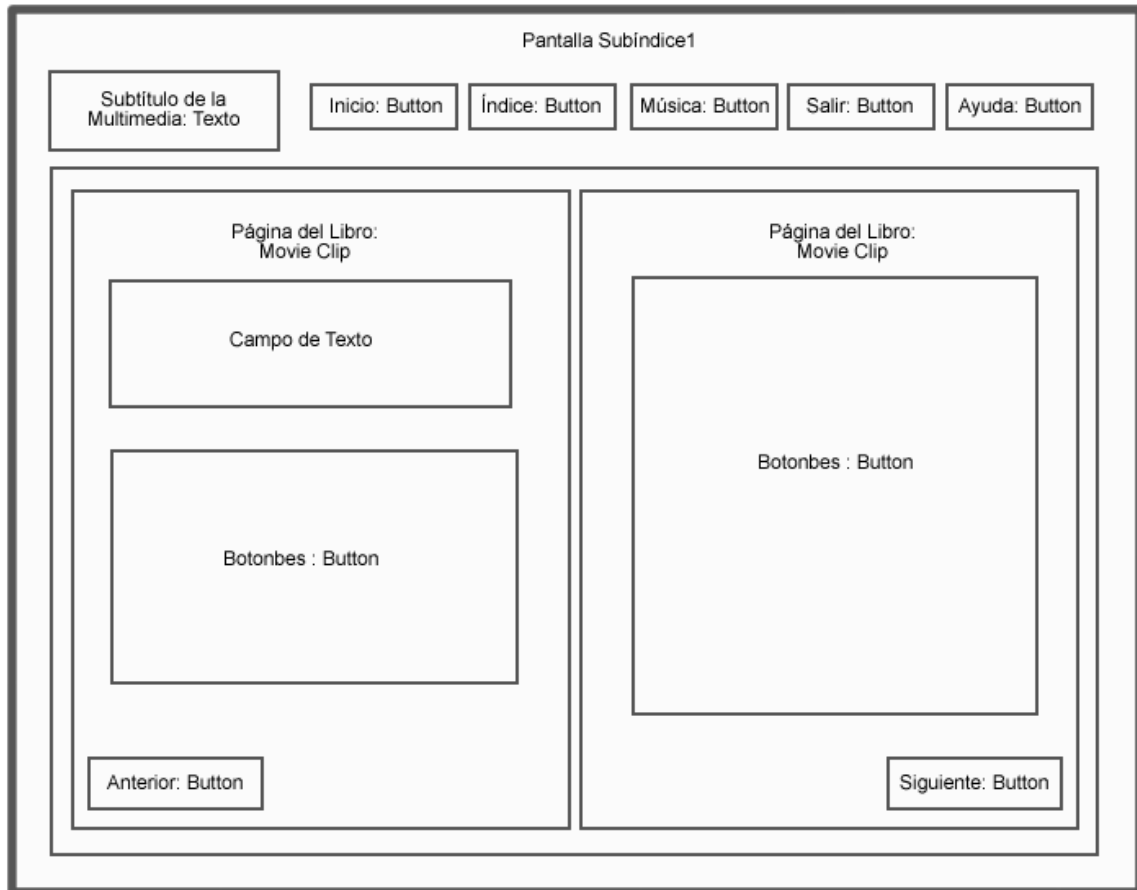 Pantalla Subíndice1
Subtítulo de la
Multimedia: Texto
Inicio: Button
Índice: Button
Música: Button
Salir: Button
Ayuda: Button
Página del Libro:
Movie Clip
Campo de Texto
Botonbes : Button
Anterior: Button
Página del Libro:
Movie Clip
Botonbes : Button
Siguiente: Button